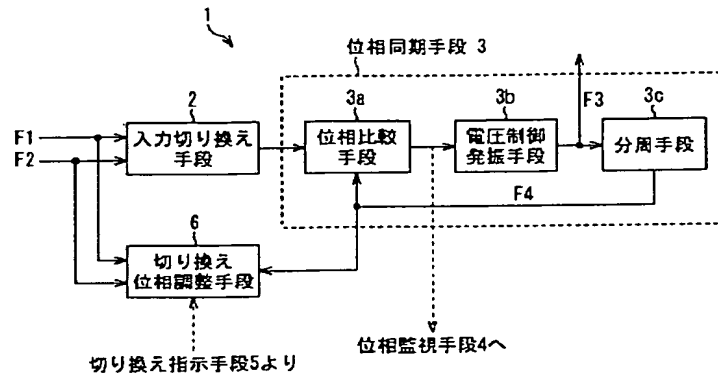 1
位相同期手段 3
2
3a
3b
F3
3c
F1
F2
入力切り換え
手段
位相比較
手段
電圧制御
発振手段
分周手段
F4
6
切り換え
位相調整手段
切り換え指示手段5より
位相監視手段4へ